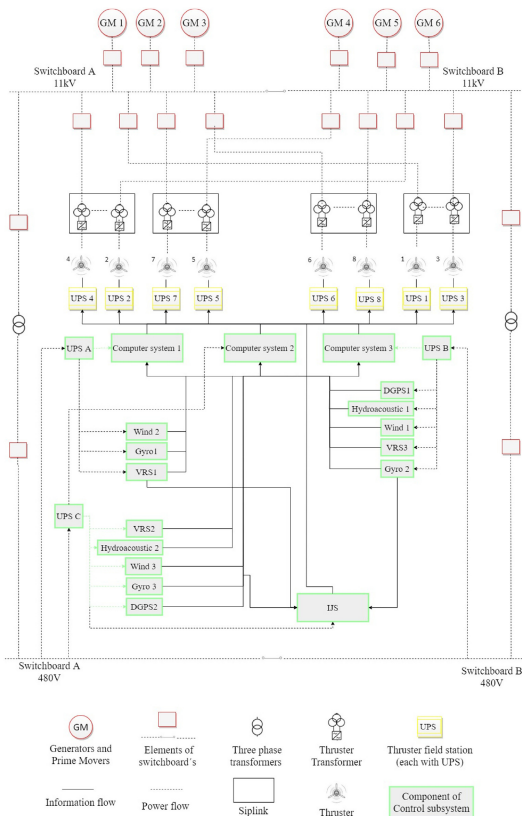 GM 1
GM 2
GM 3
GM 4
GM 5
GM 6
Switchboard A
11kV
Switchboard B
11kV
4
2
7
5
6
8
1
3
UPS 4
UPS 2
UPS 7
UPS 5
UPS 6
UPS 8
UPS 1
UPS 3
UPS A
Computer system 1
Computer system 2
Computer system 3
UPS B
DGPS1
Hydroacoustic 1
Wind 1
VRS3
Gyro 2
Wind 2
Gyro1
VRS1
UPS C
VRS2
Hydroacoustic 2
Wind 3
Gyro 3
DGPS2
IJS
Switchboard A
480V
Switchboard B
480V
GM
Generators and
Prime Movers
Elements of
switchboard´s
Three phase
transformers
Thruster
Transformer
UPS
Thruster field station
(each with UPS)
Information flow
Power flow
Siplink
Thruster
Component of
Control subsystem